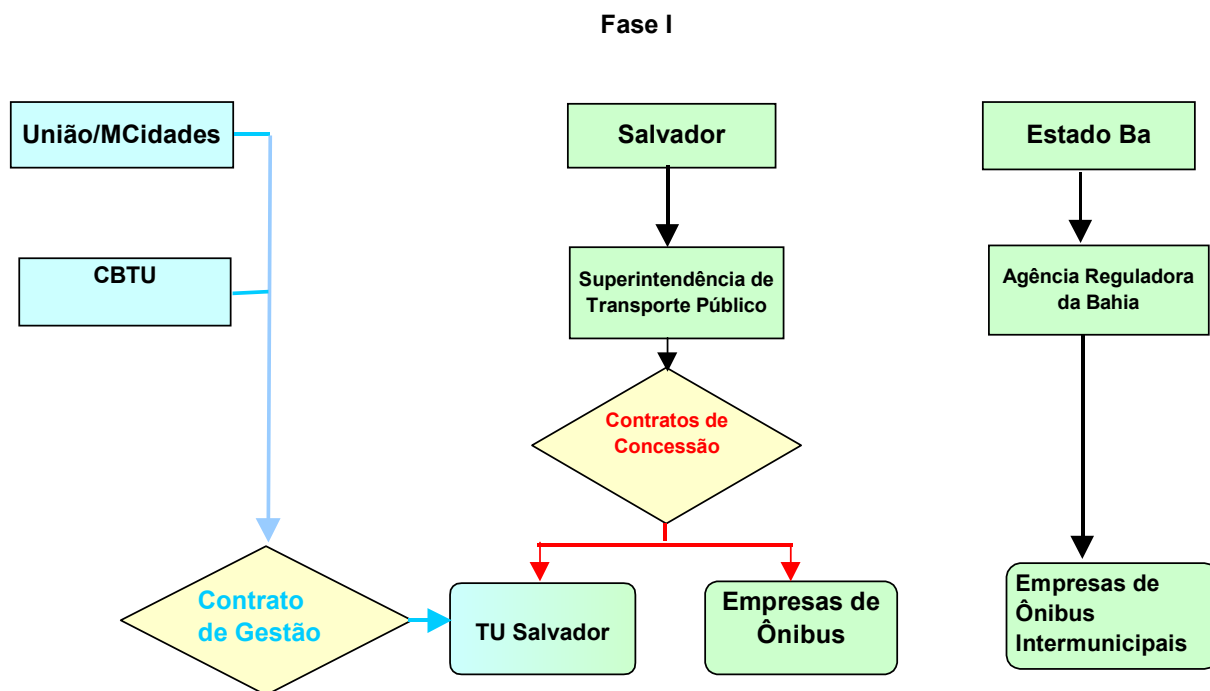 Fase I
União/MCidades
Salvador
Estado Ba
CBTU
Superintendência de
Transporte Público
Agência Reguladora
da Bahia
Contratos de
Concessão
Contrato
de Gestão
TU Salvador
Empresas de
Ônibus
Empresas de
Ônibus
Intermunicipais